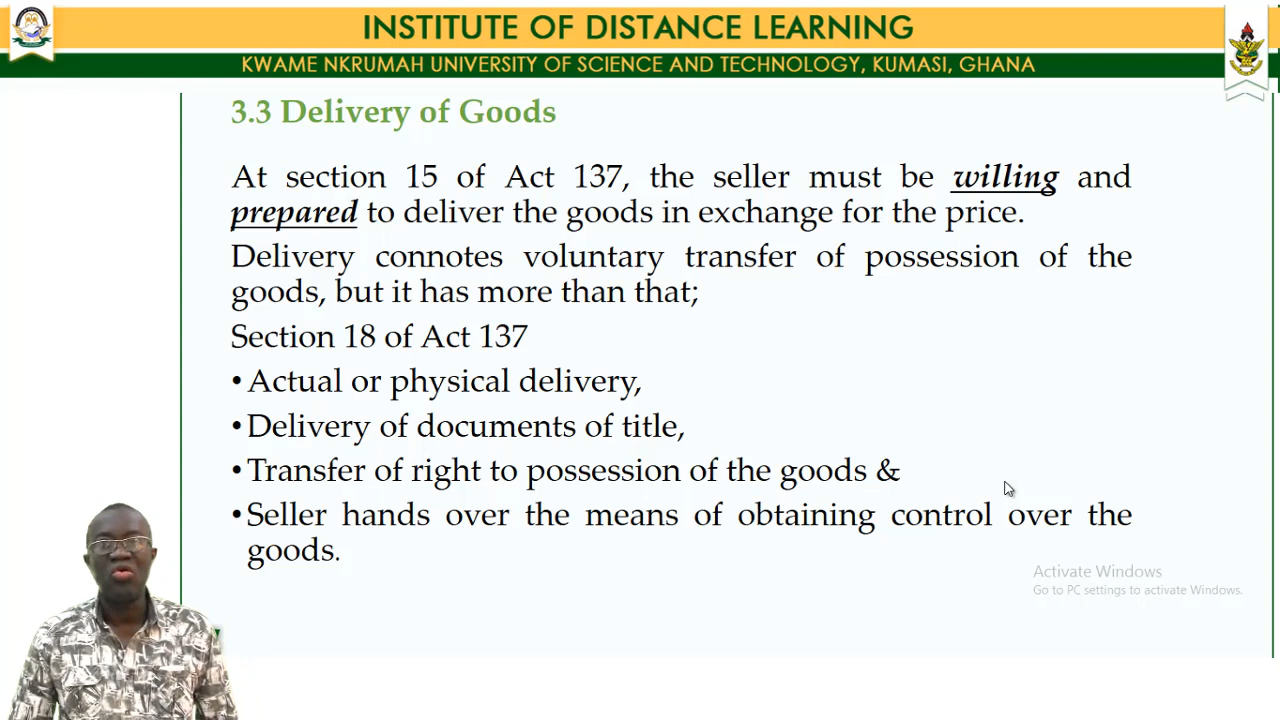 INSTITUTE OF DISTANCE LEARNING
KWAME NKRUMAH UNIVERSITY OF SCIENCE AND TECHNOLOGY, KUMASI, GHANA
3.3 Delivery of Goods
At section 15 of Act 137, the seller must be willing and
prepared to deliver the goods in exchange for the price.
Delivery connotes voluntary transfer of possession of the
goods, but it has more than that;
Section 18 of Act 137
•Actual or physical delivery,
•Delivery of documents of title,
•Transfer of right to possession of the goods &
•Seller hands over the means of obtaining control over the
goods.
Activate Windows
Go to PC settings to activate Windows.